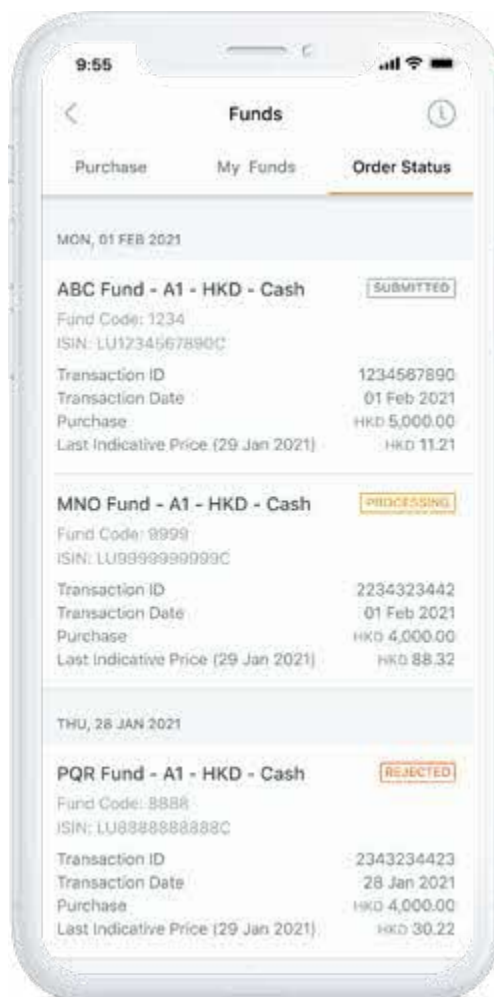 9:55
Funds
Purchase My Funds Order Status
MON, 01 FEB 2021
ABC Fund - A1 - HKD - Cash SUBMITTED
Fund Code: 1234
ISIN: LU1234567890C
Transaction ID 1234567890
Transaction Date 01 Feb 2021
Purchase HKD 5,000.00
Last Indicative Price (29 Jan 2021) HKD 11.21
MNO Fund - A1 - HKD - Cash PROCESSING
Fund Code: 9999
ISIN: LU9999999999C
Transaction ID 2234323442
Transaction Date 01 Feb 2021
Purchase HKD 4,000.00
Last Indicative Price (29 Jan 2021) HKD 88.32
THU, 28 JAN 2021
PQR Fund - A1 - HKD - Cash REJECTED
Fund Code: 8888
ISIN: LU8888888888C
Transaction ID 2343234423
Transaction Date 28 Jan 2021
Purchase HKD 4,000.00
Last Indicative Price (29 Jan 2021) HKD 30.22